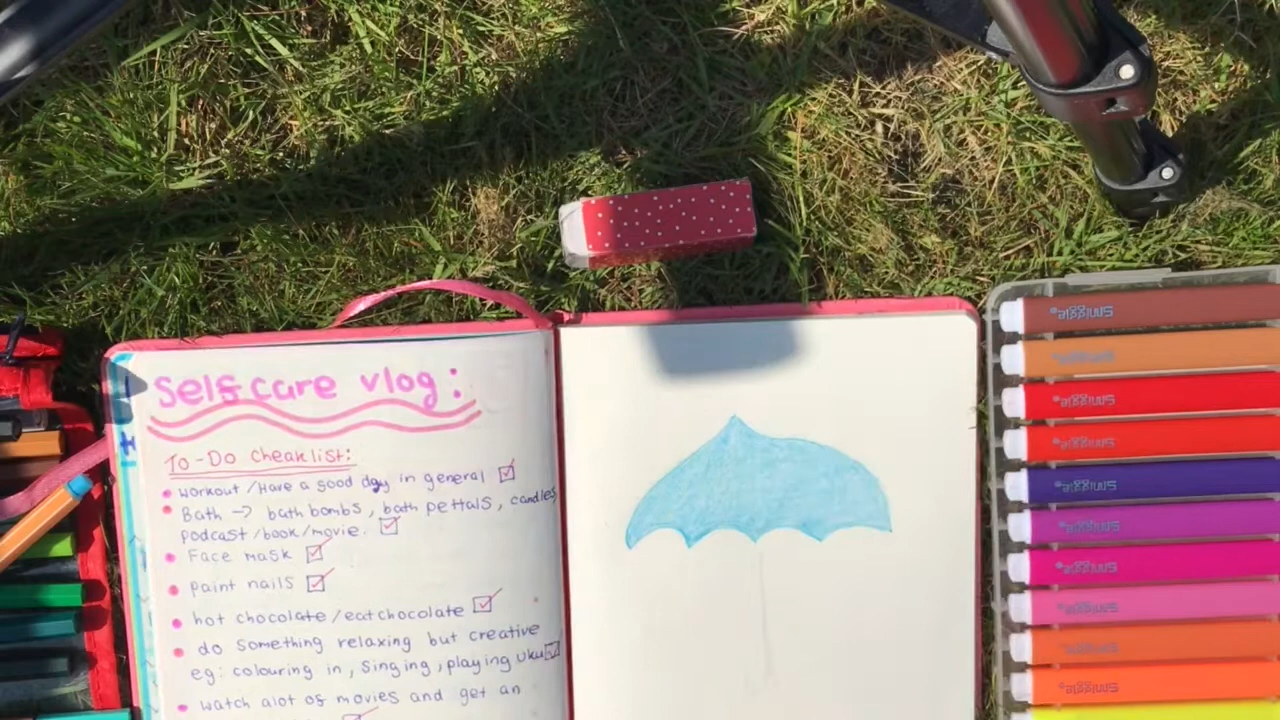 Self care vlog:
To-Do checklist:
workout/Have a good day in general
Bath -> bath bombs, bath pettals, candles,
podcast/book/movie.
Face mask
paint nails
hot chocolate/eat chocolate
do something relaxing but creative
eg: colouring in, singing, playing uku
watch alot of movies and get an
smiggle
smiggle
smiggle
smiggle
smiggle
smiggle
smiggle
smiggle
smiggle
smiggle